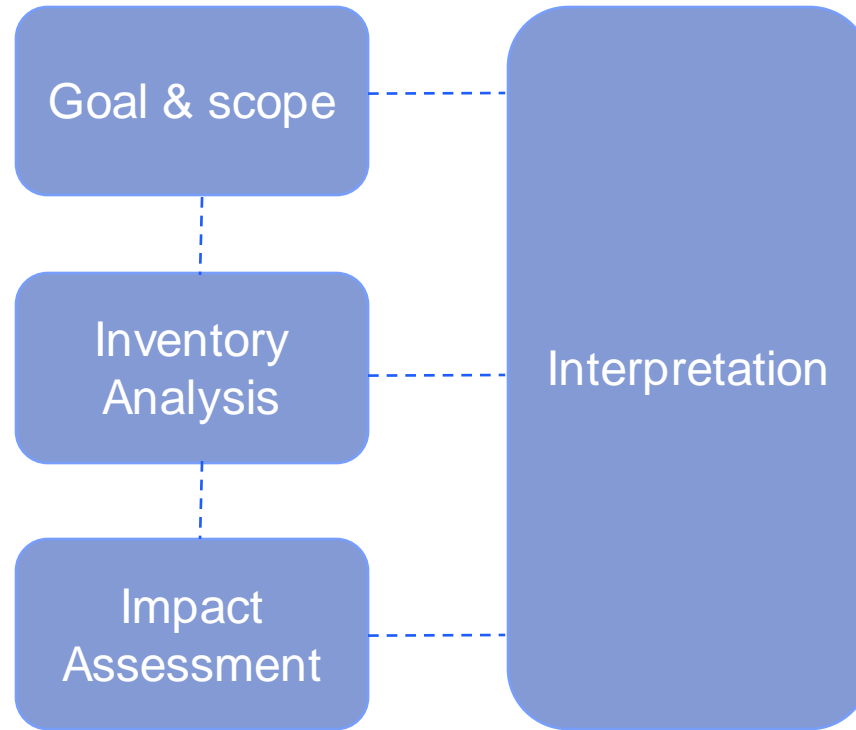 Goal & scope
Inventory
Analysis
Interpretation
Impact
Assessment